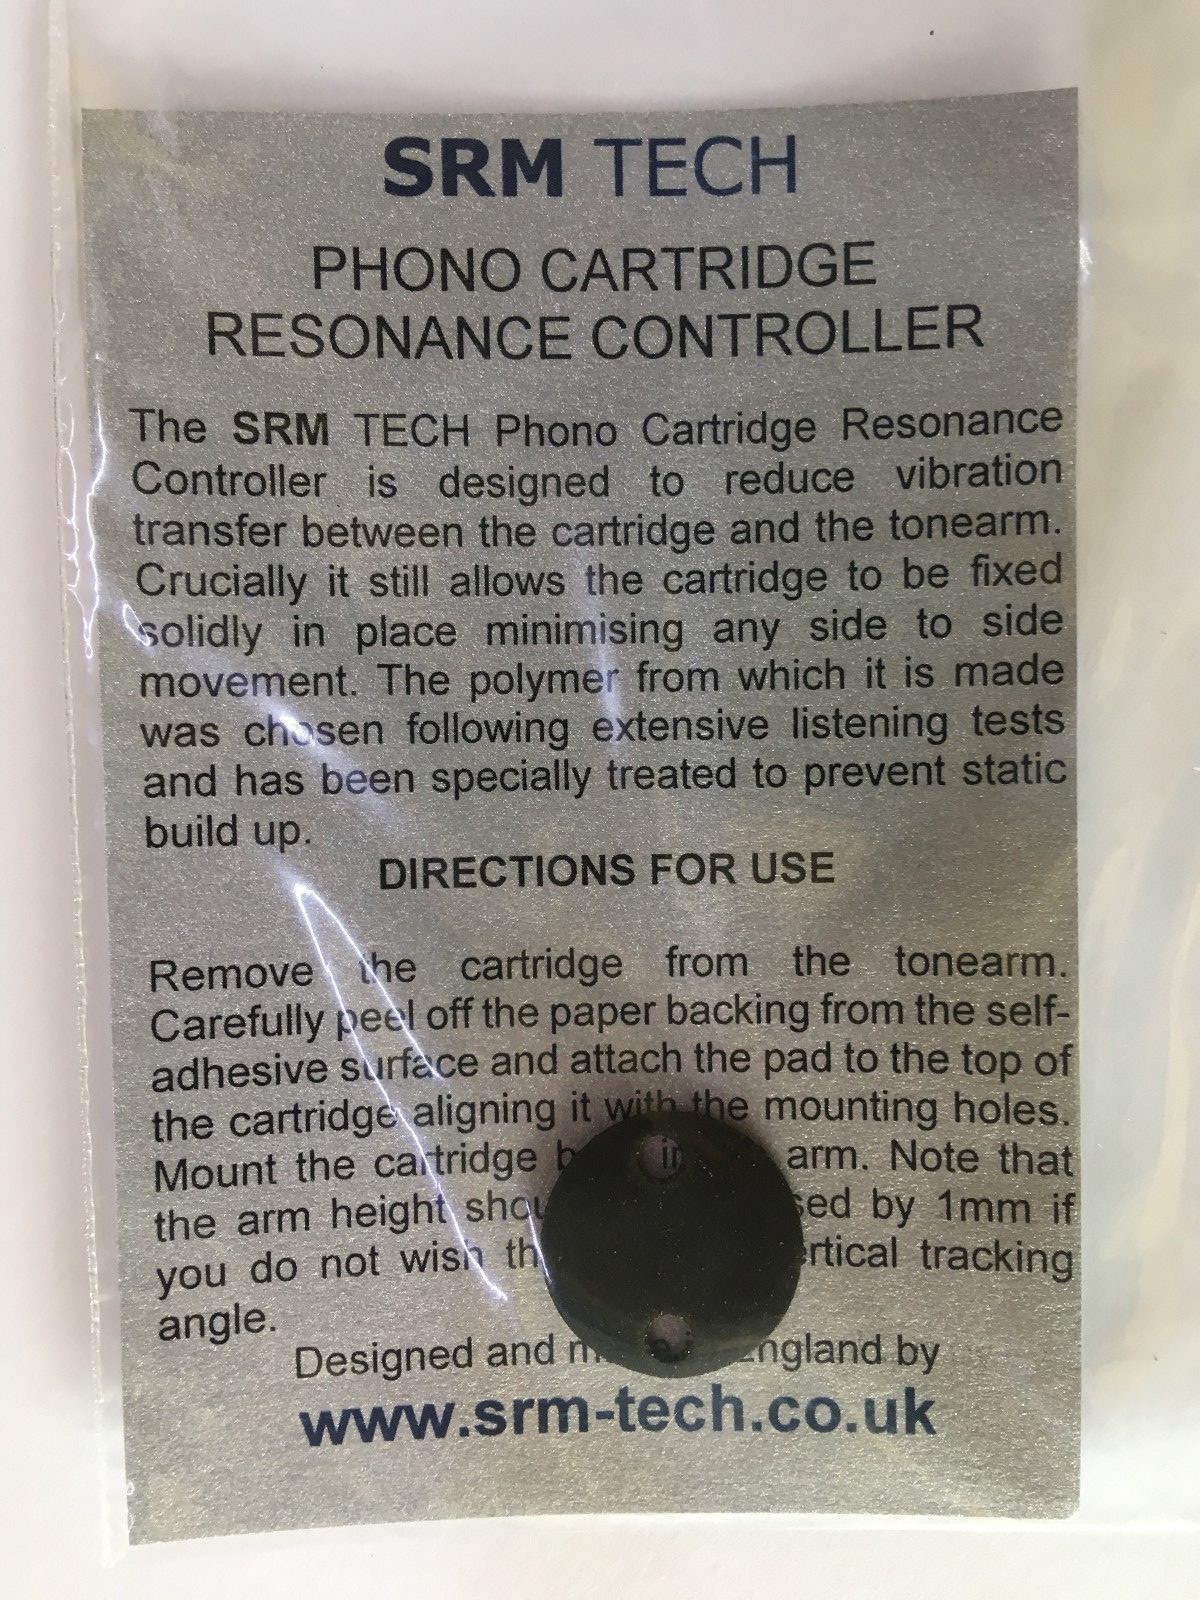 SRM TECH
PHONO CARTRIDGE
RESONANCE CONTROLLER
The SRM TECH Phono Cartridge Resonance
Controller is designed to reduce vibration
transfer between the cartridge and the tonearm.
Crucially it still allows the cartridge to be fixed
solidly in place minimising any side to side
movement. The polymer from which it is made
was chosen following extensive listening tests
and has been specially treated to prevent static
build up.
DIRECTIONS FOR USE
Remove the cartridge from the tonearm.
Carefully peel off the paper backing from the self-
adhesive surface and attach the pad to the top of
the cartridge aligning it with the mounting holes.
Mount the cartridge arm. Note that
the arm height by 1mm if
you do not wish tracking
angle.
Designed and by
www.srm-tech.co.uk